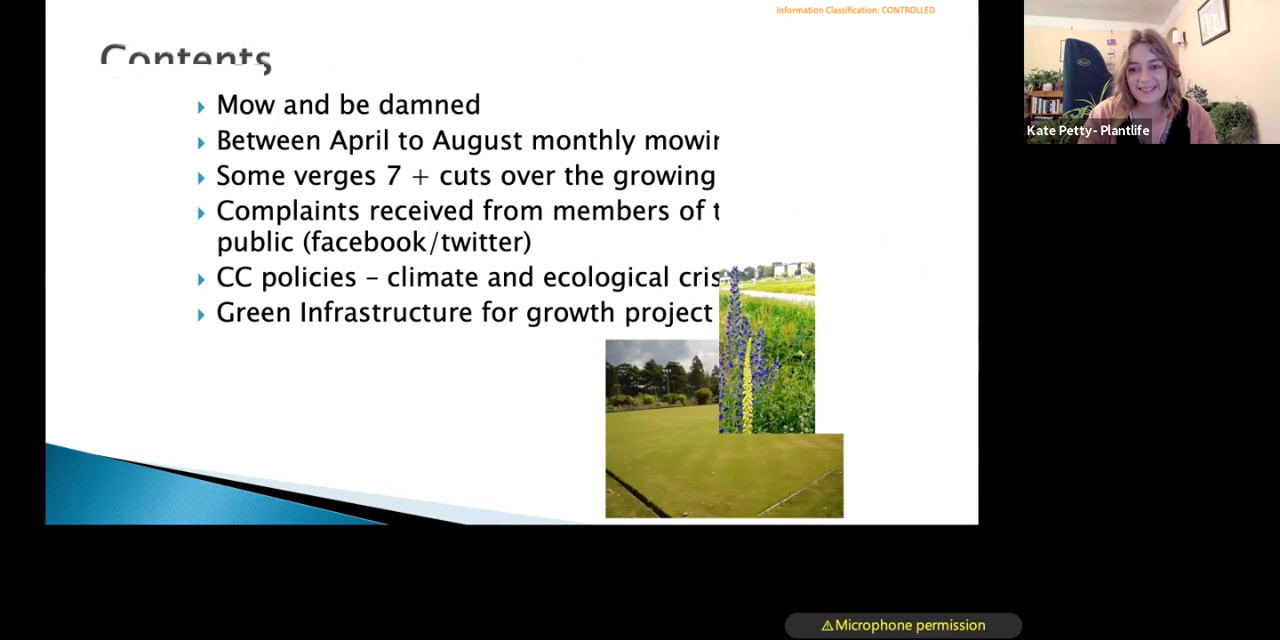 Information Classification: CONTROLLED
Contents
Mow and be damned
Between April to August monthly
Some verges 7 + cuts over the growing
Complaints received from members of
public (facebook/twitter)
CC policies – climate and ecological
Green Infrastructure for growth project
Kate Petty- Plantlife
Microphone permission